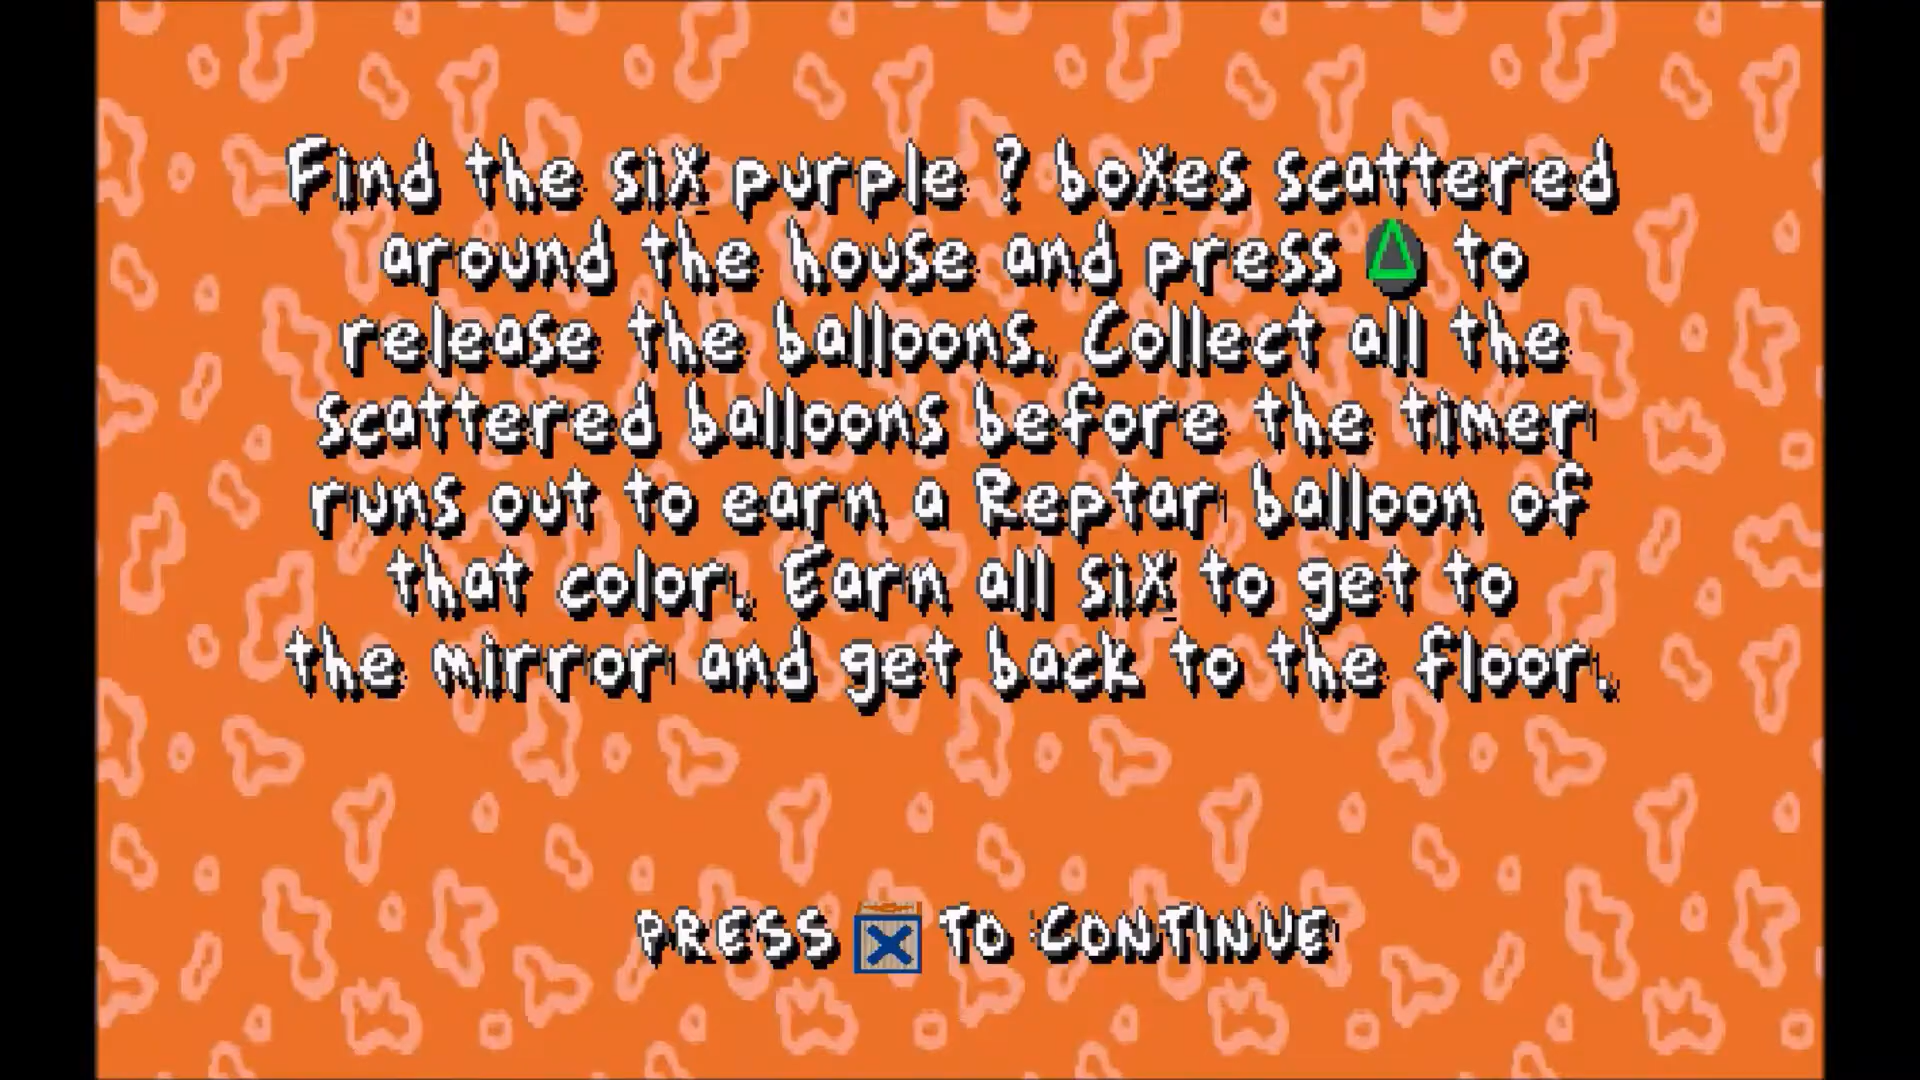 Find the six purple ? boxes scattered
around the house and press △ to
release the balloons. Collect all the
scattered balloons before the timer
runs out to earn a Reptar balloon of
that color. Earn all six to get to
the mirror and get back to the floor.
PRESS X TO CONTINUE